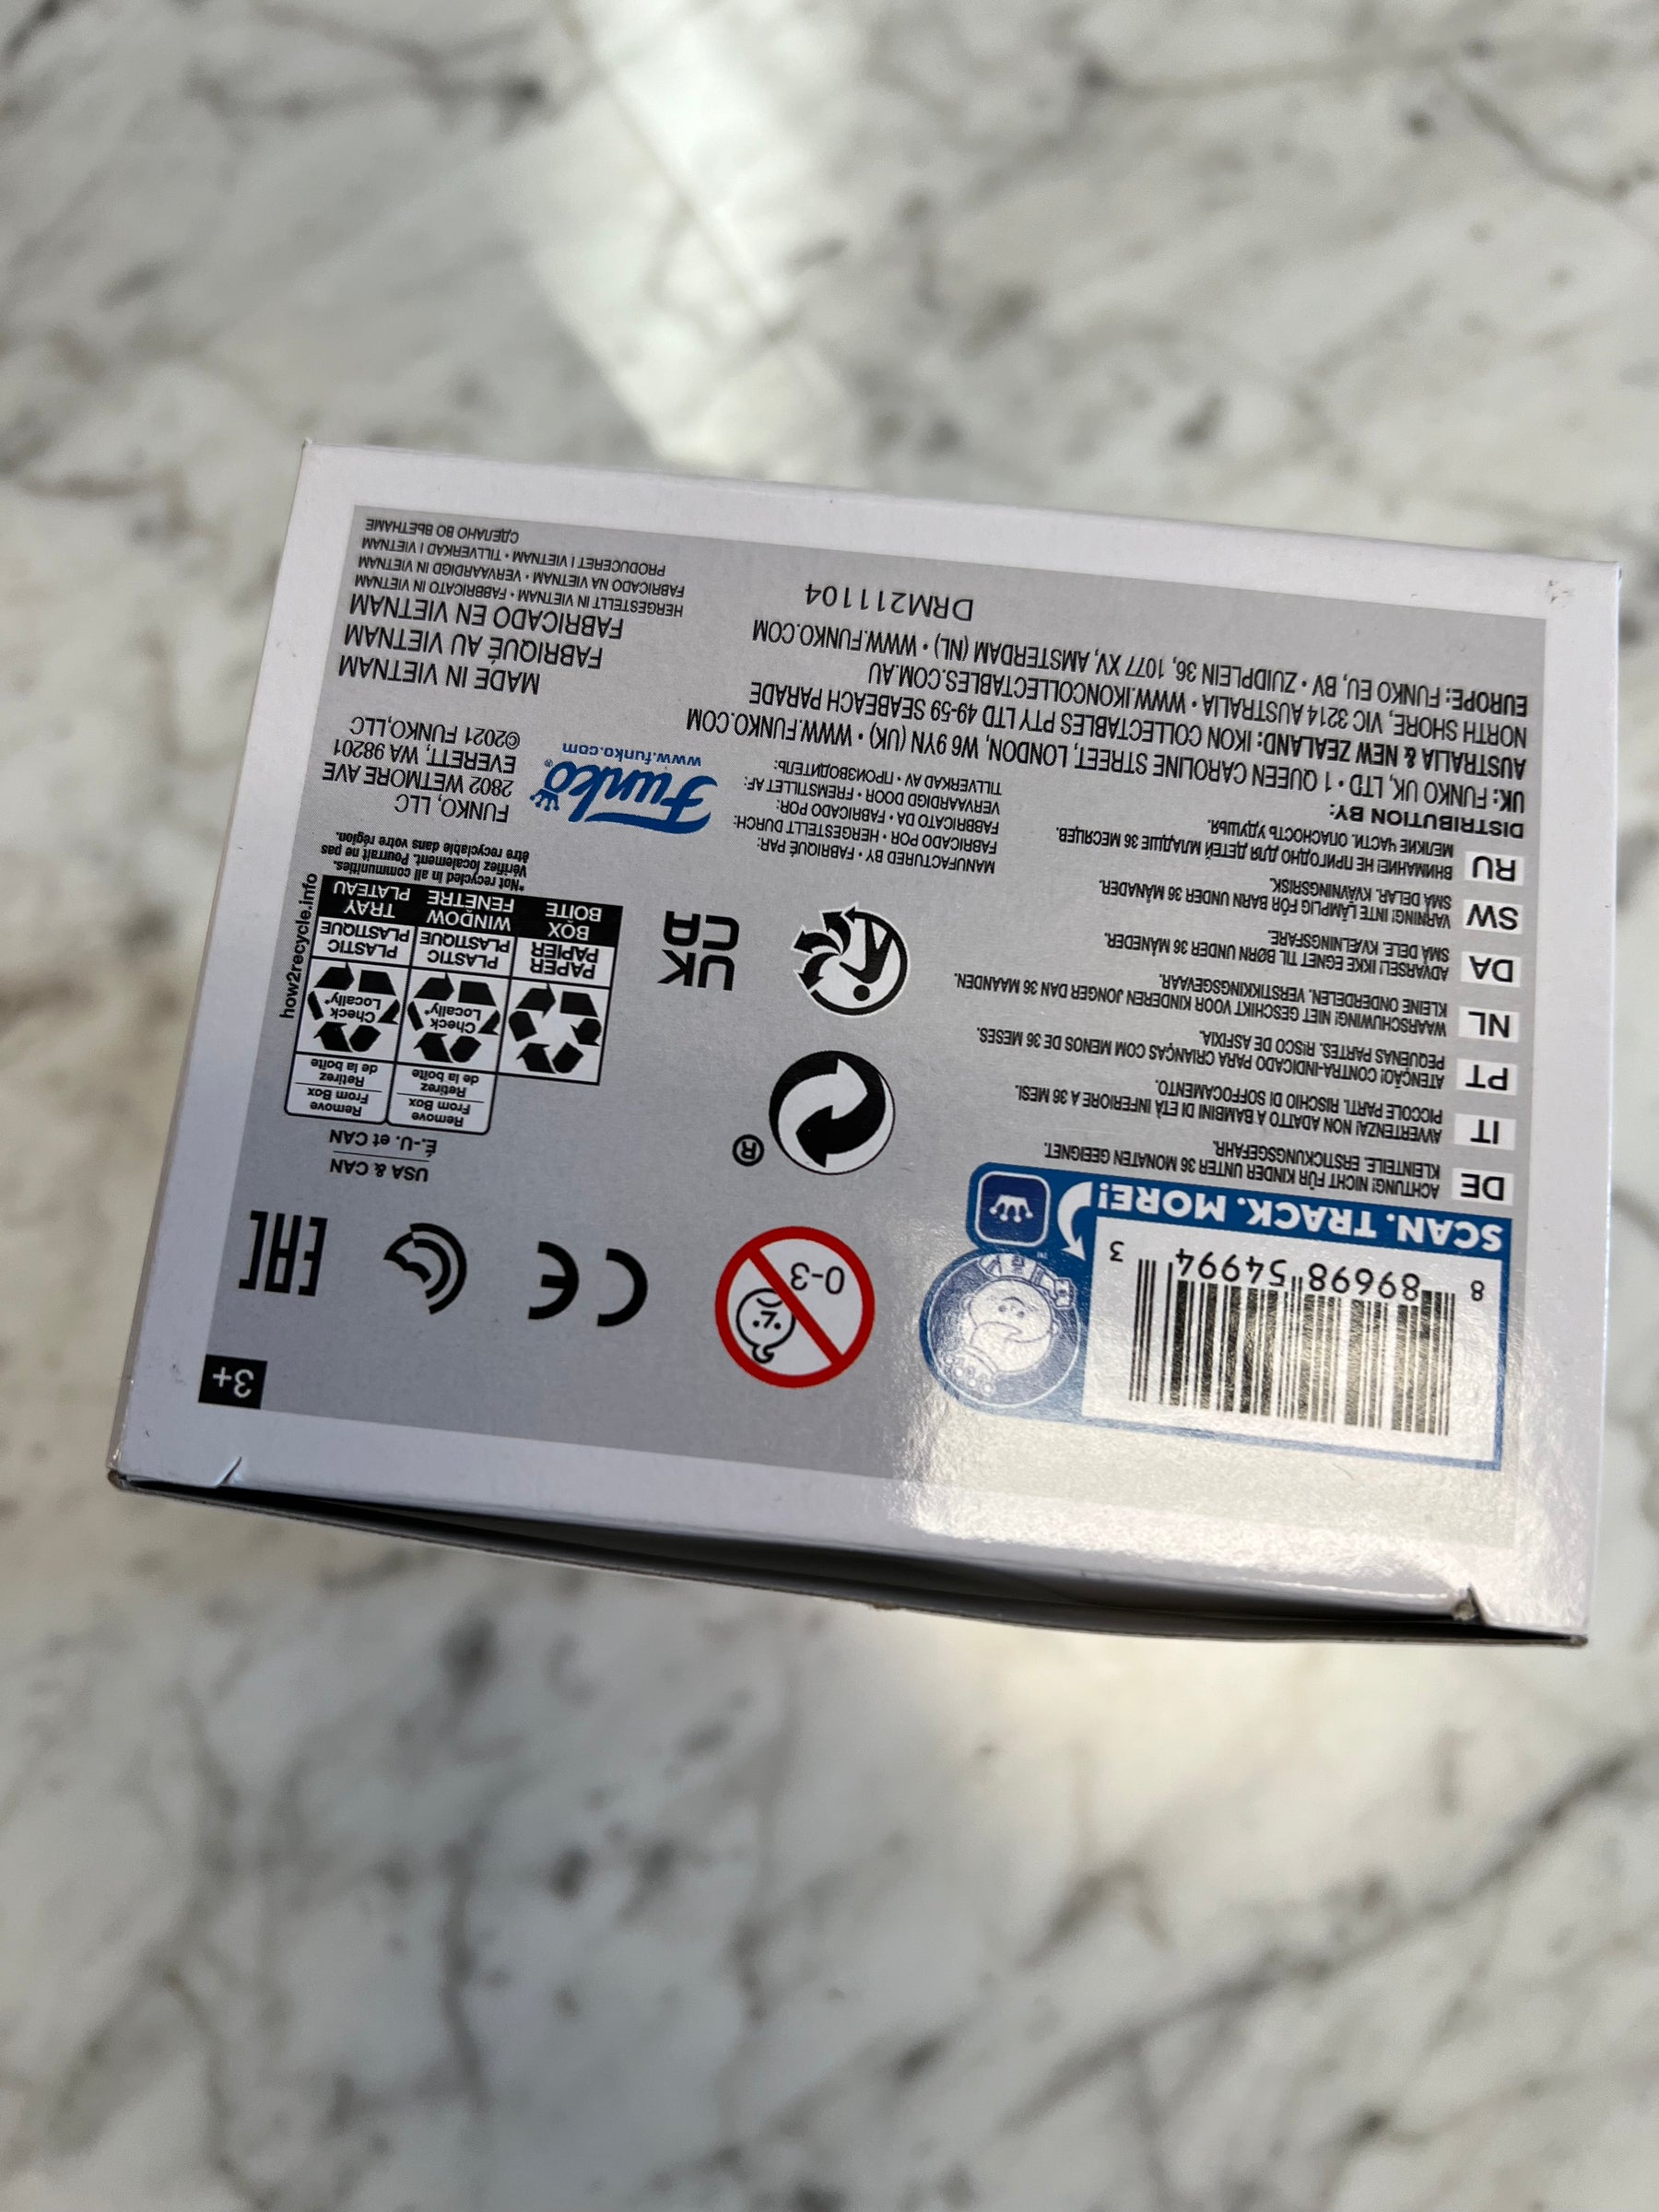 8 89698 54994 3
SCAN. TRACK. MORE!
™
0-3
CE
EAC
3+
DE ACHTUNG! NICHT FÜR KINDER UNTER 36 MONATEN GEEIGNET.
KLEINTEILE. ERSTICKUNGSGEFAHR.
IT AVVERTENZA! NON ADATTO A BAMBINI DI ETÀ INFERIORE A 36 MESI.
PICCOLE PARTI. RISCHIO DI SOFFOCAMENTO.
PT ATENÇÃO! CONTRA-INDICADO PARA CRIANÇAS COM MENOS DE 36 MESES.
PEQUENAS PARTES. RISCO DE ASFIXIA.
NL WAARSCHUWING! NIET GESCHIKT VOOR KINDEREN JONGER DAN 36 MAANDEN.
KLEINE ONDERDELEN. VERSTIKKINGSGEVAAR.
DA ADVARSEL! IKKE EGNET TIL BØRN UNDER 36 MÅNEDER.
SMÅ DELE. KVÆLNINGSFARE.
SW VARNING! INTE LÄMPLIG FÖR BARN UNDER 36 MÅNADER.
SMÅ DELAR. KVÄVNINGSRISK.
RU ВНИМАНИЕ! НЕ ПРИГОДНО ДЛЯ ДЕТЕЙ МЛАДШЕ 36 МЕСЯЦЕВ.
МЕЛКИЕ ЧАСТИ. ОПАСНОСТЬ УДУШЬЯ.
®
UK
CA
USA & CAN
É.-U. et CAN
Remove
From Box
Retirez
de la boîte
Remove
From Box
Retirez
de la boîte
Check
Locally*
Check
Locally*
PAPER
PAPIER
PLASTIC
PLASTIQUE
PLASTIC
PLASTIQUE
BOX
BOÎTE
WINDOW
FENÊTRE
TRAY
PLATEAU
how2recycle.info
*Not recycled in all communities.
Vérifiez localement. Pourrait ne pas
être recyclable dans votre région.
MANUFACTURED BY • FABRIQUÉ PAR:
FABRICADO POR • HERGESTELLT DURCH:
FABBRICATO DA • FABRICADO POR:
VERVAARDIGD DOOR • FREMSTILLET AF:
TILLVERKAD AV • ПРОИЗВОДИТЕЛЬ:
Funko®
www.funko.com
FUNKO, LLC
2802 WETMORE AVE
EVERETT, WA 98201
©2021 FUNKO,LLC
DISTRIBUTION BY:
UK: FUNKO UK, LTD • 1 QUEEN CAROLINE STREET, LONDON, W6 9YN (UK) • WWW.FUNKO.COM
AUSTRALIA & NEW ZEALAND: IKON COLLECTABLES PTY LTD 49-59 SEABEACH PARADE
NORTH SHORE, VIC 3214 AUSTRALIA • WWW.IKONCOLLECTABLES.COM.AU
EUROPE: FUNKO EU, BV • ZUIDPLEIN 36, 1077 XV, AMSTERDAM (NL) • WWW.FUNKO.COM
DRM211104
MADE IN VIETNAM
FABRIQUÉ AU VIETNAM
FABRICADO EN VIETNAM
HERGESTELLT IN VIETNAM • FABBRICATO IN VIETNAM
FABRICADO NA VIETNAM • VERVAARDIGD IN VIETNAM
PRODUCERET I VIETNAM • TILLVERKAD I VIETNAM
СДЕЛАНО ВО ВЬЕТНАМЕ